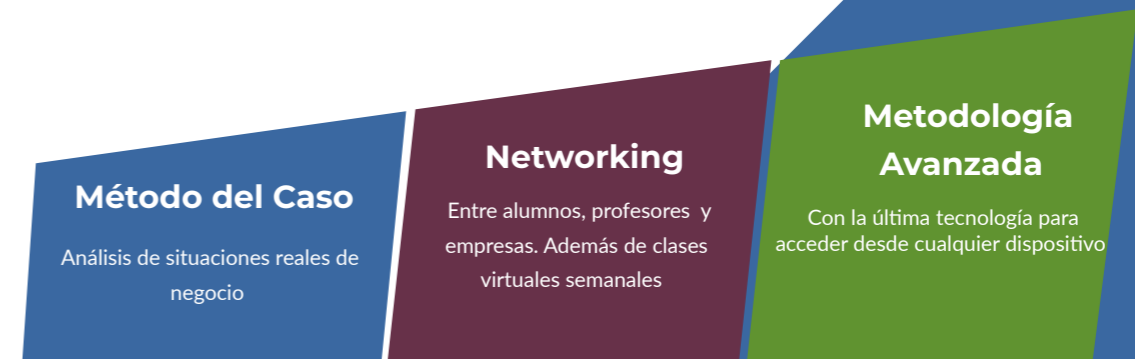 Método del Caso
Análisis de situaciones reales de
negocio
Networking
Entre alumnos, profesores y
empresas. Además de clases
virtuales semanales
Metodología
Avanzada
Con la última tecnología para
acceder desde cualquier dispositivo